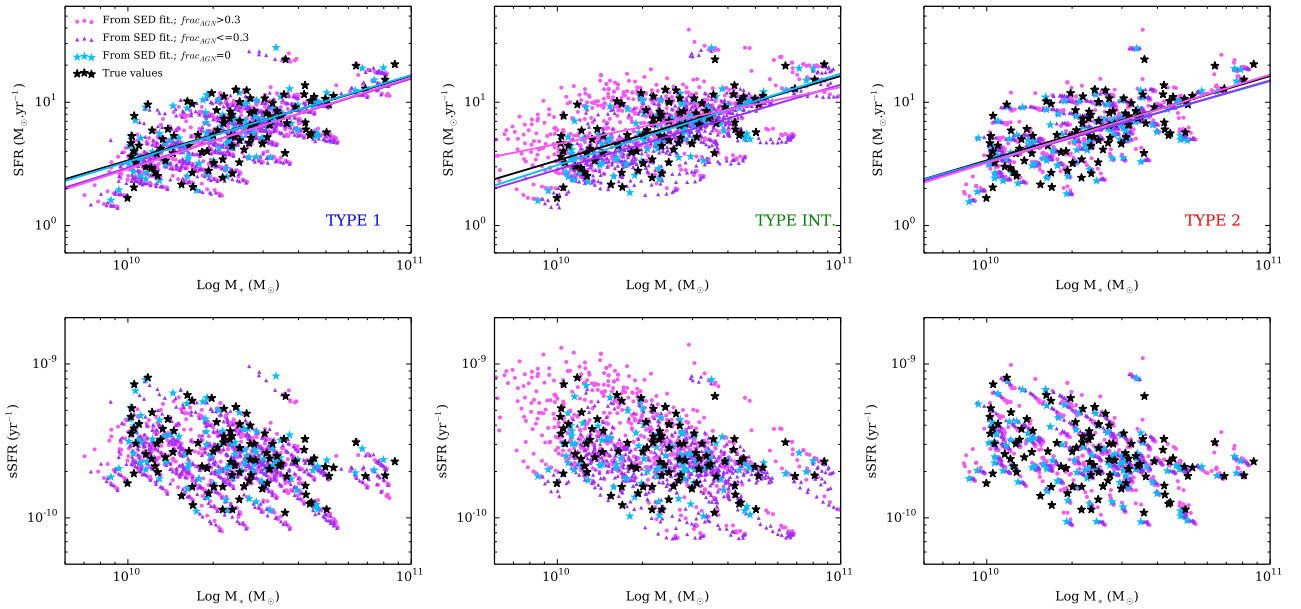 From SED fit.; frac_AGN>0.3
From SED fit.; frac_AGN<=0.3
From SED fit.; frac_AGN=0
True values
SFR (M⊙.yr⁻¹)
10¹
10⁰
TYPE 1
10¹⁰
10¹¹
Log M* (M⊙)
SFR (M⊙.yr⁻¹)
10¹
10⁰
TYPE INT.
10¹⁰
10¹¹
Log M* (M⊙)
SFR (M⊙.yr⁻¹)
10¹
10⁰
TYPE 2
10¹⁰
10¹¹
Log M* (M⊙)
sSFR (yr⁻¹)
10⁻⁹
10⁻¹⁰
10¹⁰
10¹¹
Log M* (M⊙)
sSFR (yr⁻¹)
10⁻⁹
10⁻¹⁰
10¹⁰
10¹¹
Log M* (M⊙)
sSFR (yr⁻¹)
10⁻⁹
10⁻¹⁰
10¹⁰
10¹¹
Log M* (M⊙)